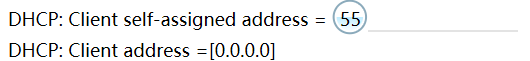 DHCP: Client self-assigned address = 55
DHCP: Client address =[0.0.0.0]